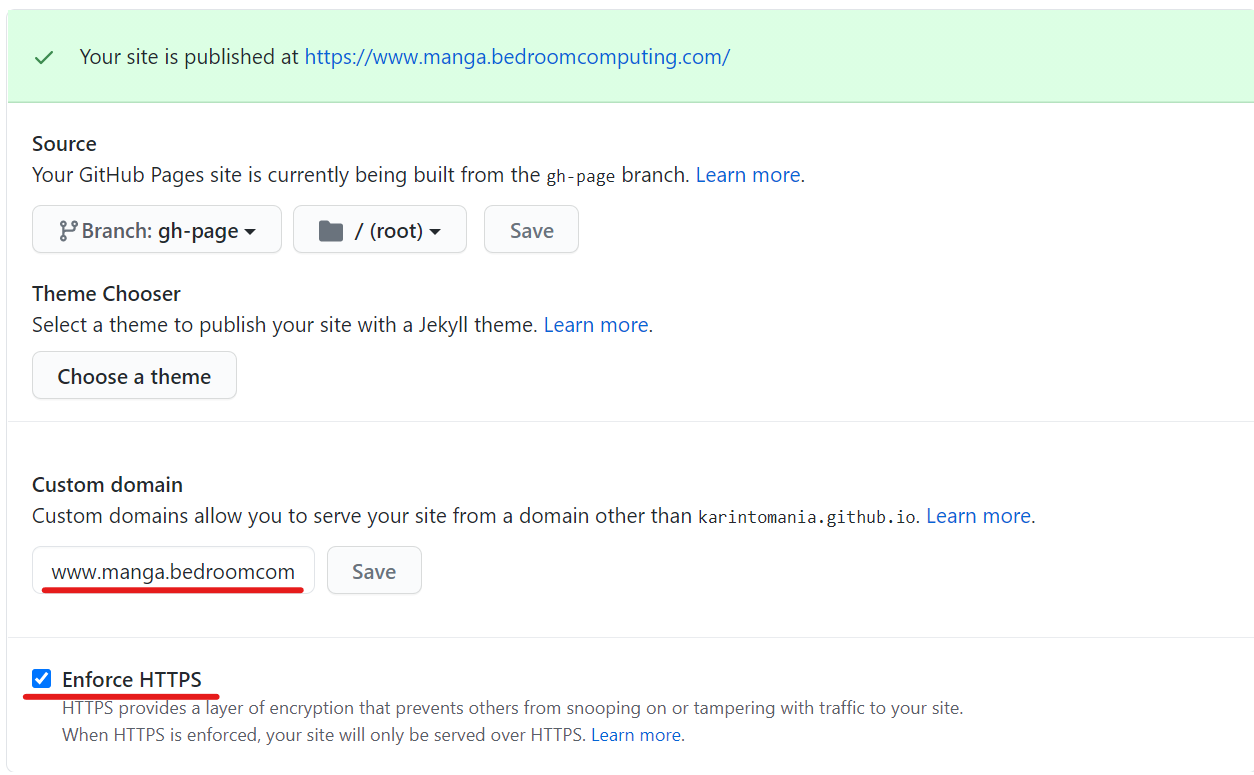 Your site is published at https://www.manga.bedroomcomputing.com/
Source
Your GitHub Pages site is currently being built from the gh-page branch. Learn more.
Branch: gh-page / (root) Save
Theme Chooser
Select a theme to publish your site with a Jekyll theme. Learn more.
Choose a theme
Custom domain
Custom domains allow you to serve your site from a domain other than karintomania.github.io. Learn more.
www.manga.bedroomcom Save
Enforce HTTPS
HTTPS provides a layer of encryption that prevents others from snooping on or tampering with traffic to your site.
When HTTPS is enforced, your site will only be served over HTTPS. Learn more.